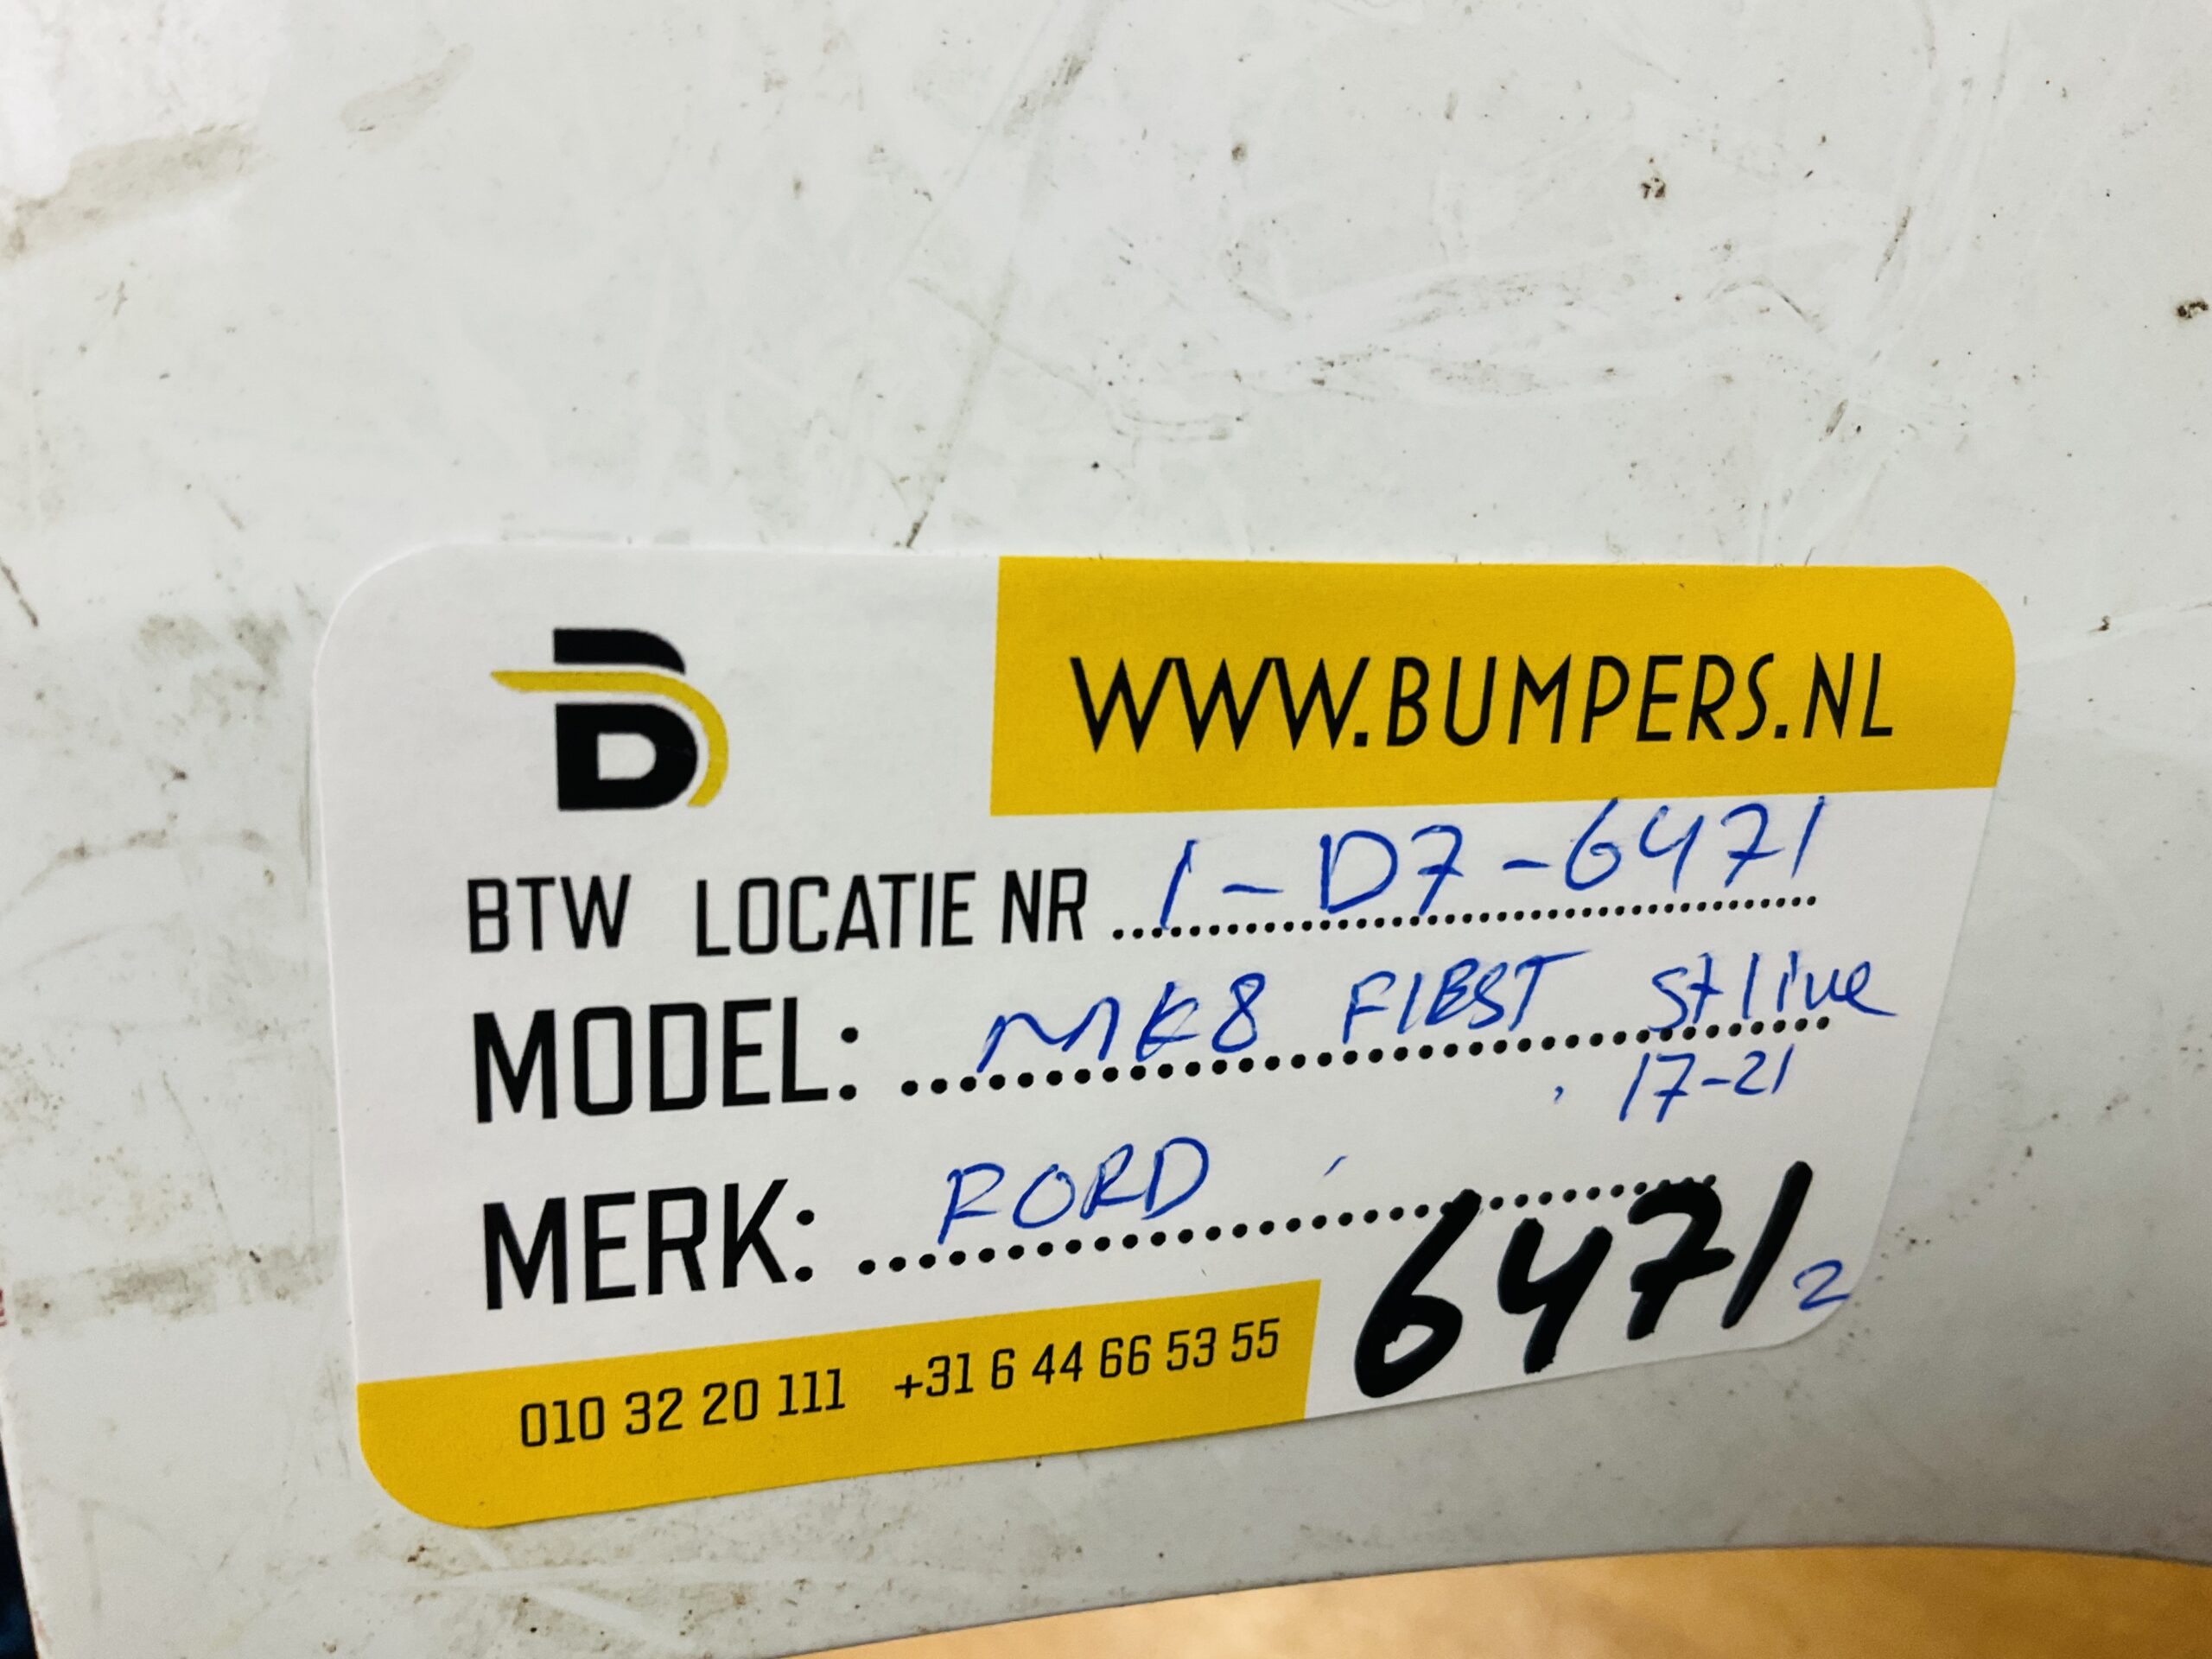 B
WWW.BUMPERS.NL
BTW LOCATIE NR 1-D7-6471
MODEL: MK8 FIEST Stline
17-21
MERK: FORD
6471 2
010 32 20 111 +31 6 44 66 53 55